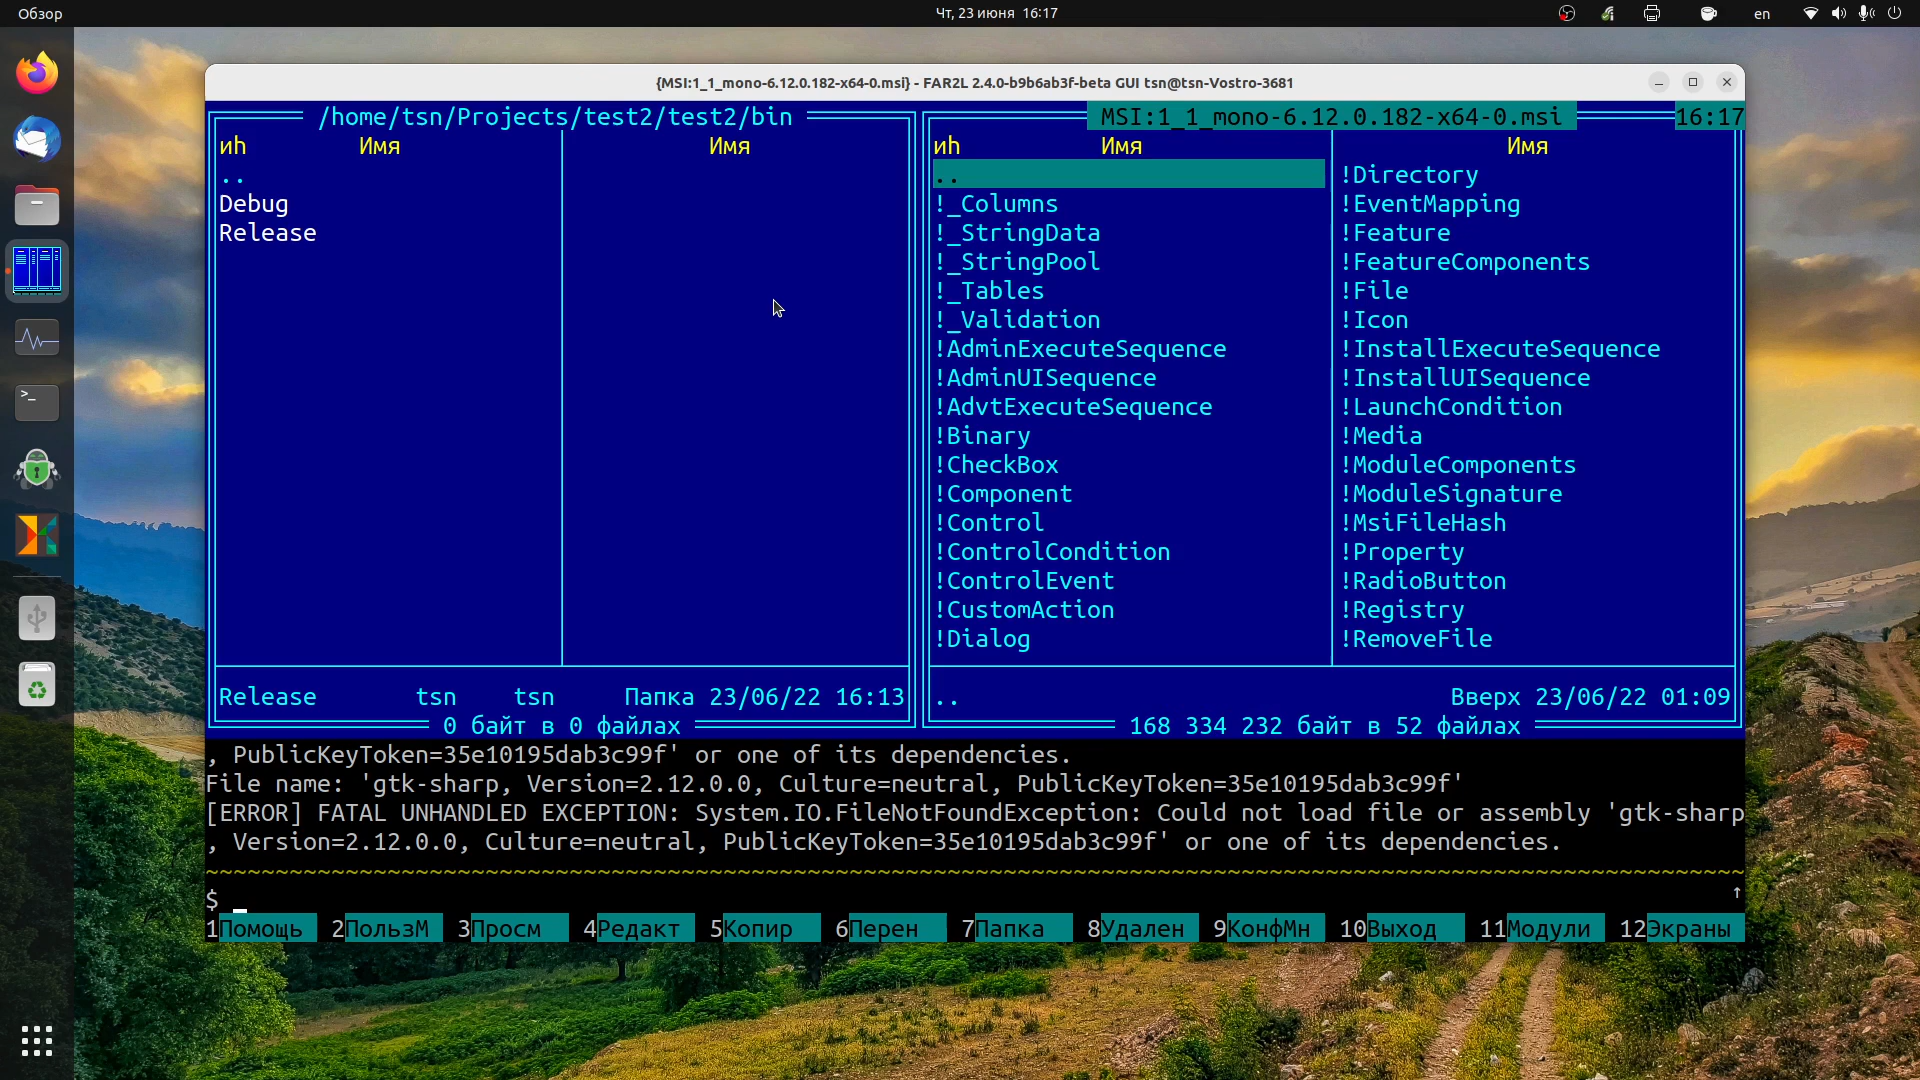 Обзор
Чт, 23 июня 16:17
en
{MSI:1_1_mono-6.12.0.182-x64-0.msi} - FAR2L 2.4.0-b9b6ab3f-beta GUI tsn@tsn-Vostro-3681
/home/tsn/Projects/test2/test2/bin
иh Имя Имя
..
Debug
Release
Release tsn tsn Папка 23/06/22 16:13
0 байт в 0 файлах
MSI:1_1_mono-6.12.0.182-x64-0.msi 16:17
иh Имя Имя
..
!_Columns
!_StringData
!_StringPool
!_Tables
!_Validation
!AdminExecuteSequence
!AdminUISequence
!AdvtExecuteSequence
!Binary
!CheckBox
!Component
!Control
!ControlCondition
!ControlEvent
!CustomAction
!Dialog
!Directory
!EventMapping
!Feature
!FeatureComponents
!File
!Icon
!InstallExecuteSequence
!InstallUISequence
!LaunchCondition
!Media
!ModuleComponents
!ModuleSignature
!MsiFileHash
!Property
!RadioButton
!Registry
!RemoveFile
.. Вверх 23/06/22 01:09
168 334 232 байт в 52 файлах
, PublicKeyToken=35e10195dab3c99f' or one of its dependencies.
File name: 'gtk-sharp, Version=2.12.0.0, Culture=neutral, PublicKeyToken=35e10195dab3c99f'
[ERROR] FATAL UNHANDLED EXCEPTION: System.IO.FileNotFoundException: Could not load file or assembly 'gtk-sharp
, Version=2.12.0.0, Culture=neutral, PublicKeyToken=35e10195dab3c99f' or one of its dependencies.
~~~~~~~~~~~~~~~~~~~~~~~~~~~~~~~~~~~~~~~~~~~~~~~~~~~~~~~~~~~~~~~~~~~~~~~~~~~~~~~~~~~~~~~~~~~~~~~~~~~~~~~~~~~~~~
$ ↑
1Помощь 2ПользМ 3Просм 4Редакт 5Копир 6Перен 7Папка 8Удален 9КонфМн 10Выход 11Модули 12Экраны